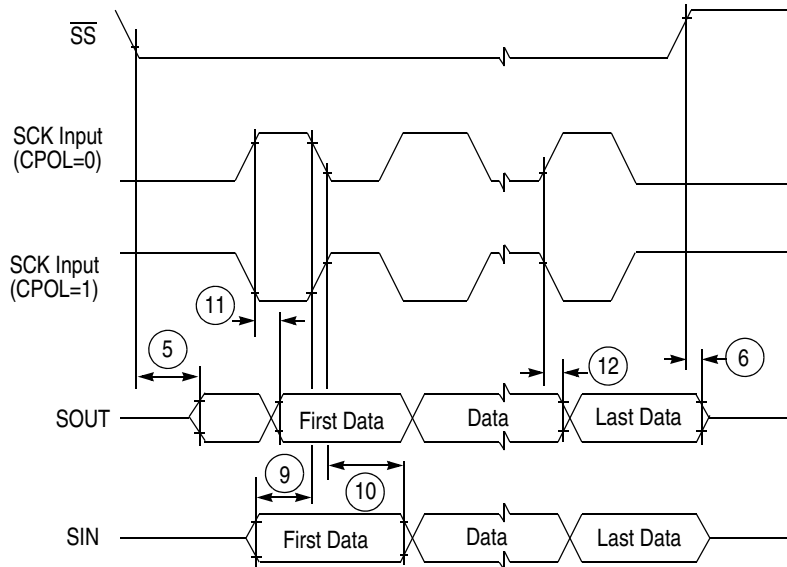 SS
SCK Input
(CPOL=0)
SCK Input
(CPOL=1)
11
5
12
6
SOUT
First Data
Data
Last Data
9
10
SIN
First Data
Data
Last Data